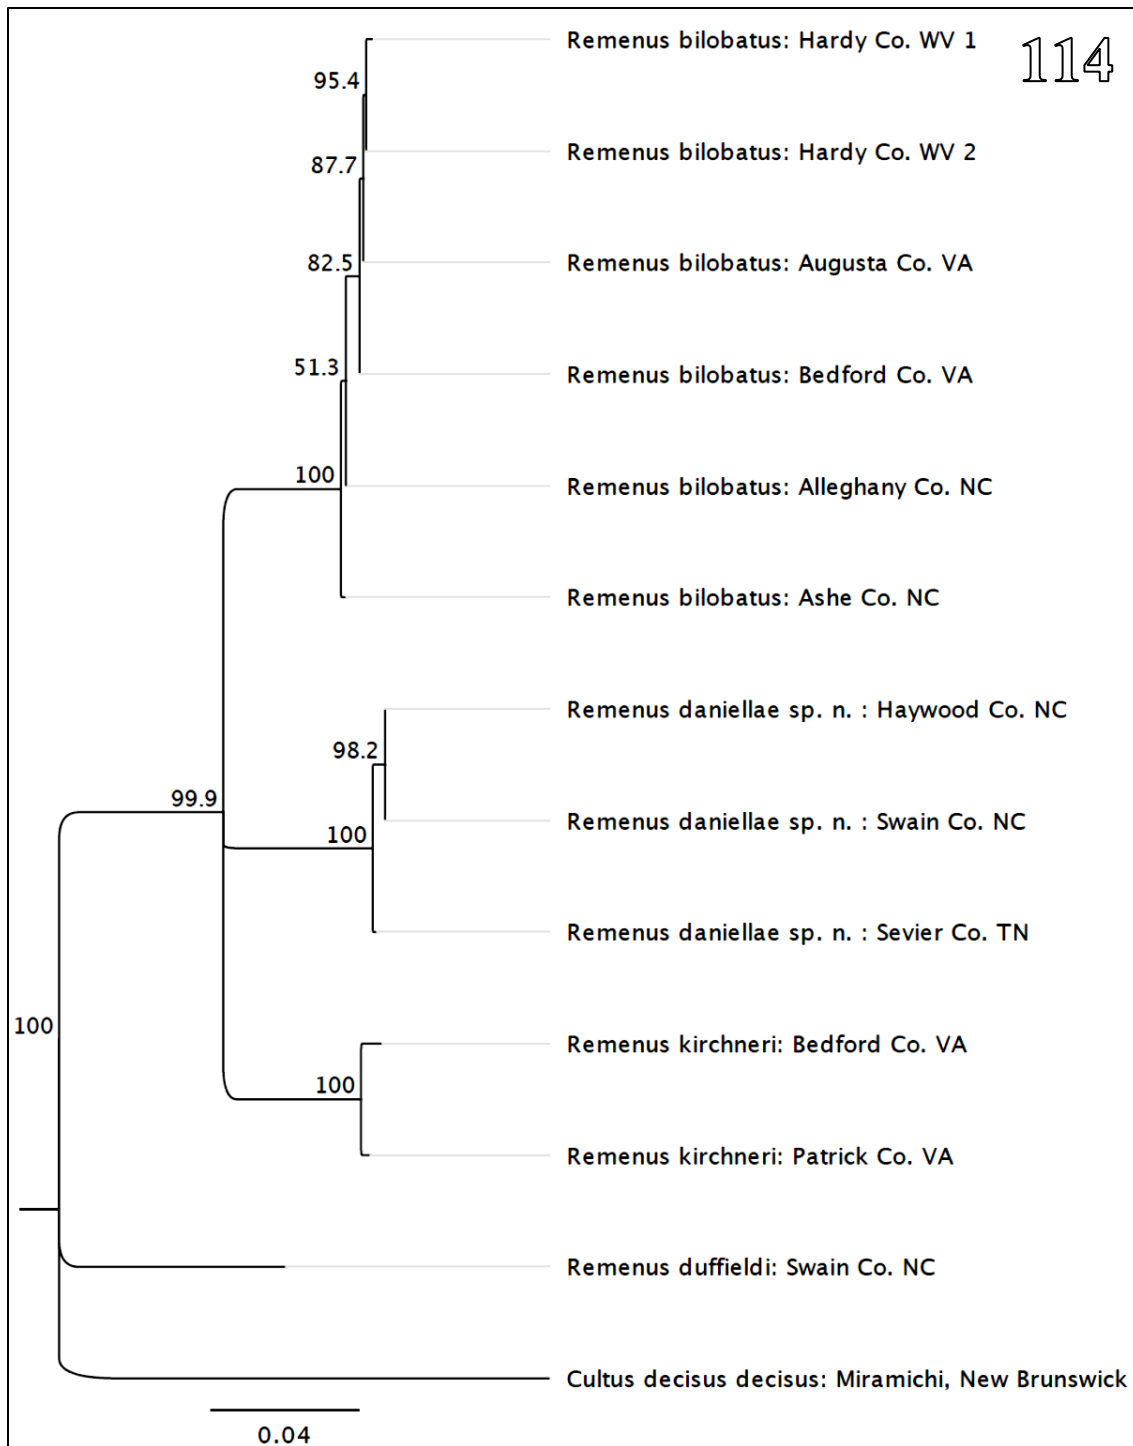 Remenus bilobatus: Hardy Co. WV 1
114
95.4
Remenus bilobatus: Hardy Co. WV 2
87.7
Remenus bilobatus: Augusta Co. VA
82.5
Remenus bilobatus: Bedford Co. VA
51.3
Remenus bilobatus: Alleghany Co. NC
100
Remenus bilobatus: Ashe Co. NC
Remenus daniellae sp. n. : Haywood Co. NC
98.2
Remenus daniellae sp. n. : Swain Co. NC
99.9
100
Remenus daniellae sp. n. : Sevier Co. TN
100
Remenus kirchneri: Bedford Co. VA
100
Remenus kirchneri: Patrick Co. VA
Remenus duffieldi: Swain Co. NC
Cultus decisus decisus: Miramichi, New Brunswick
0.04